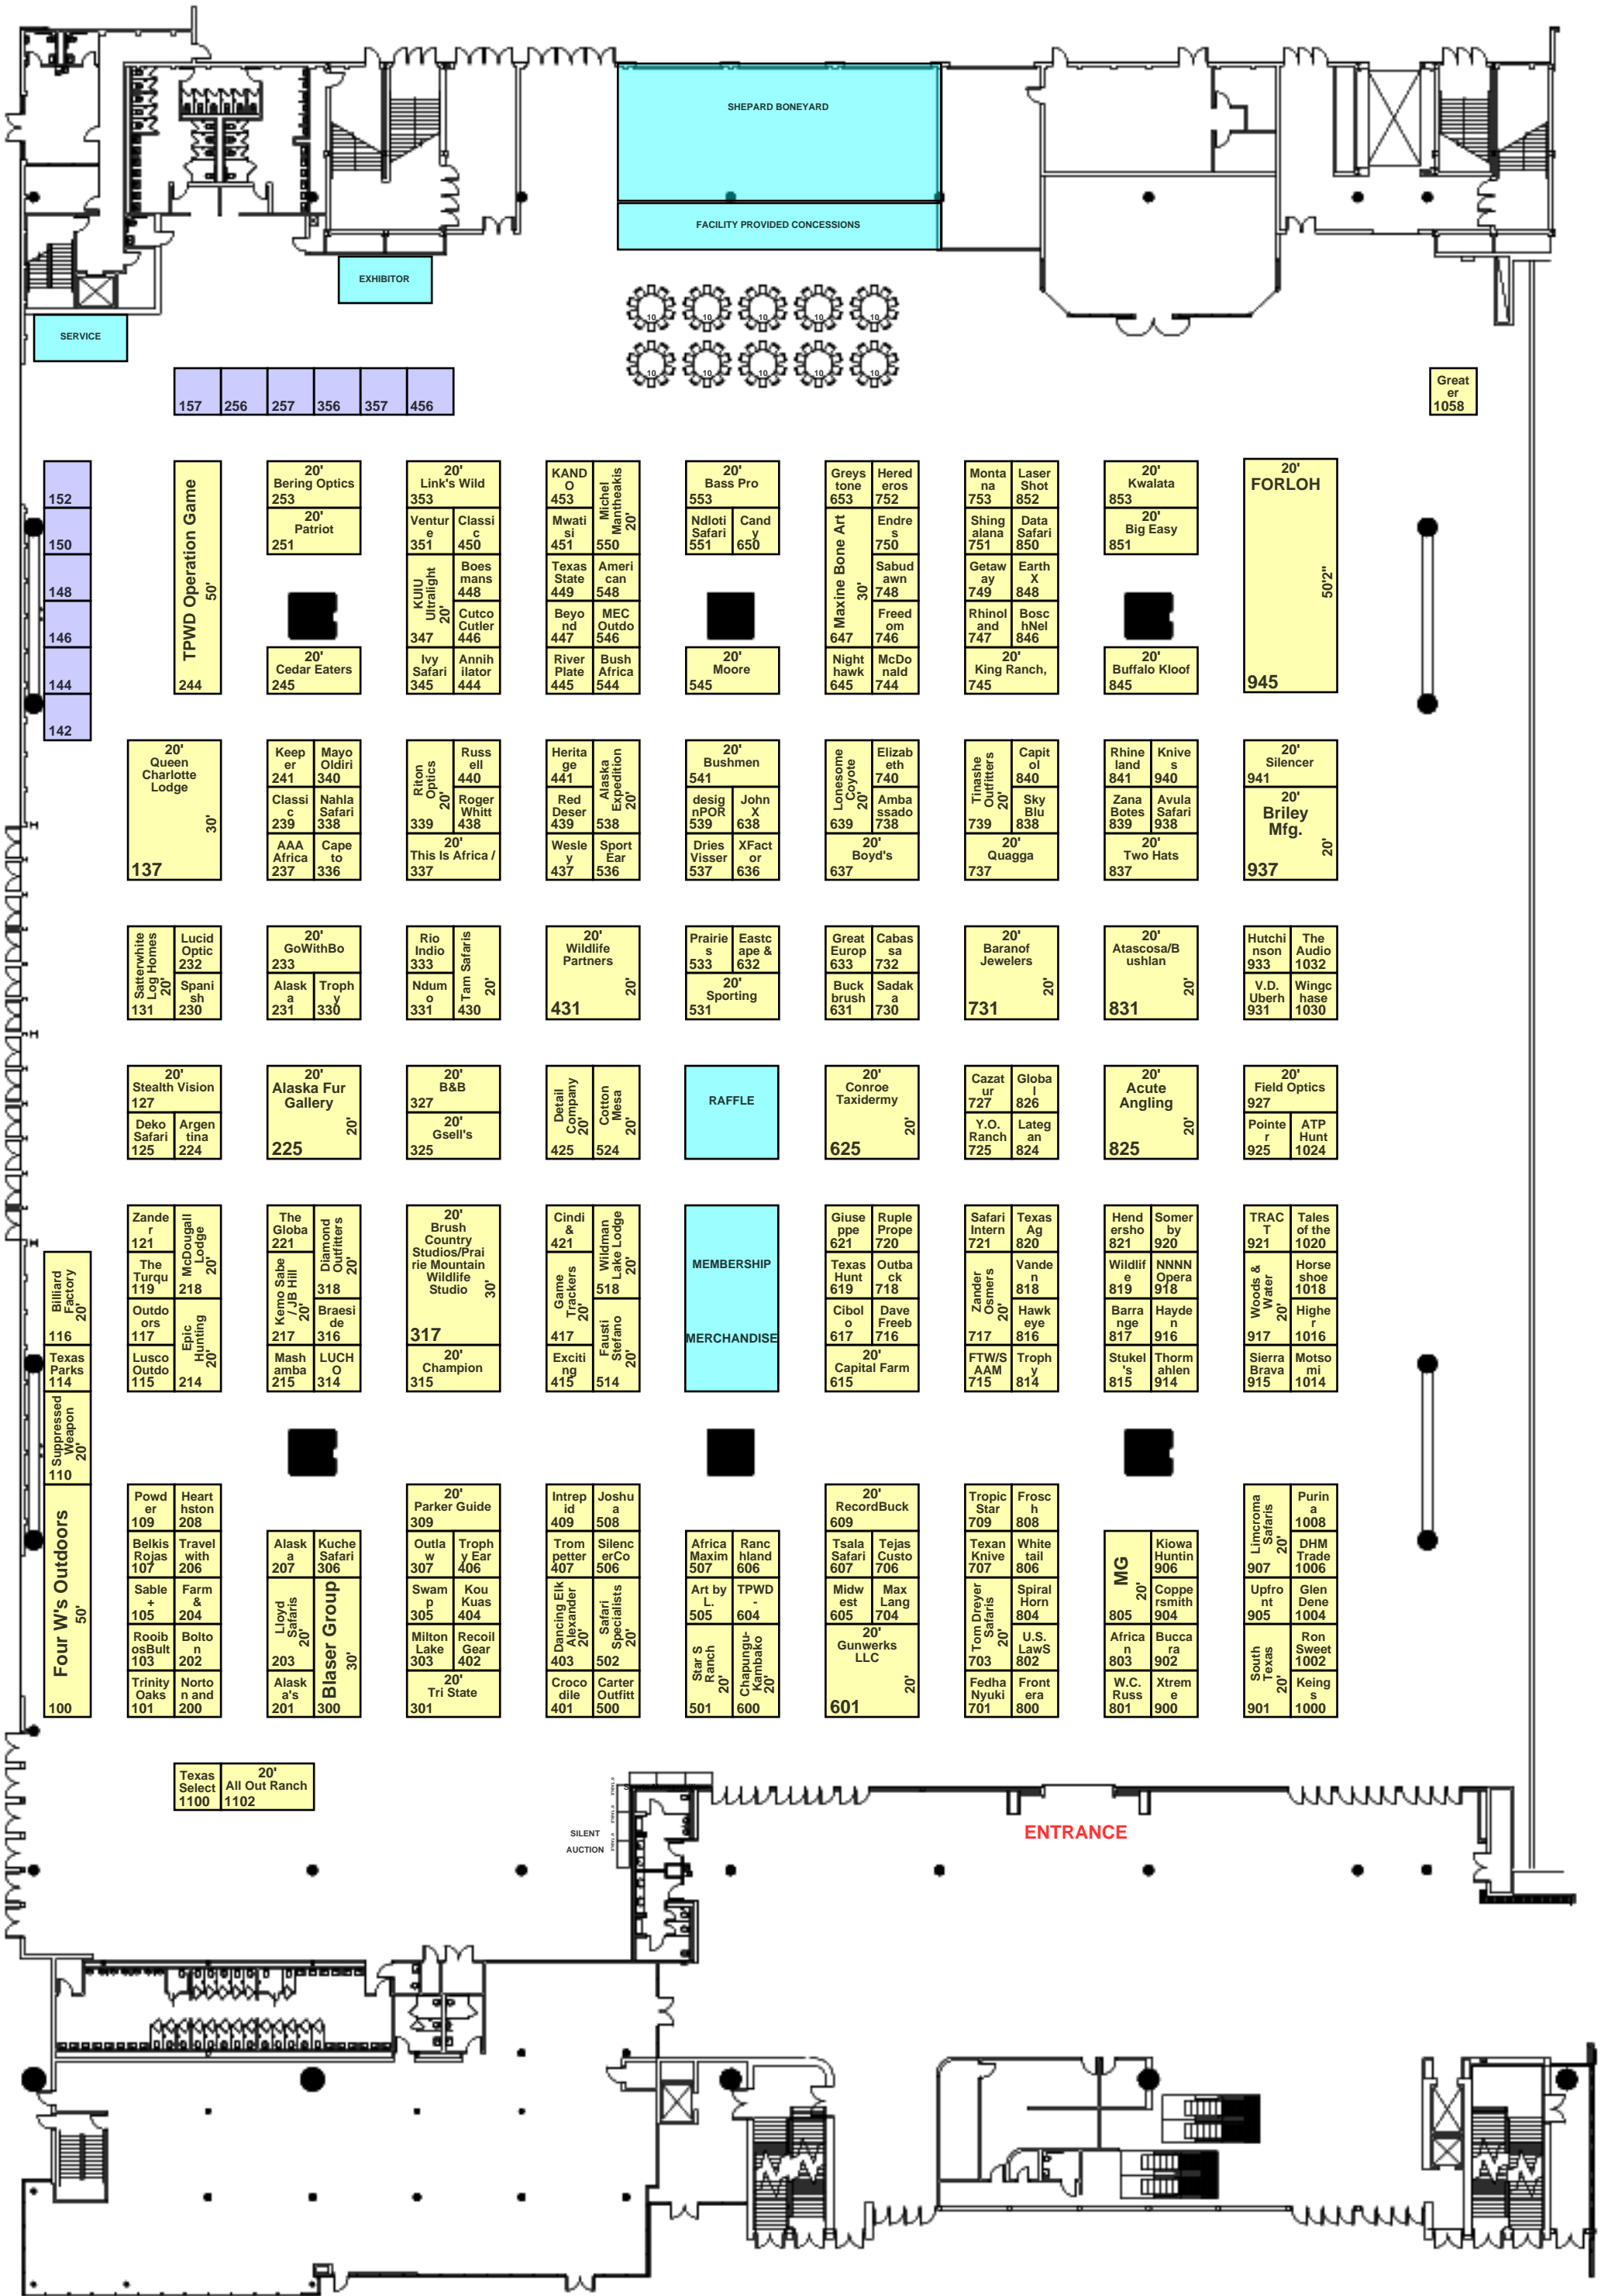 SHEPARD BONEYARD
FACILITY PROVIDED CONCESSIONS
EXHIBITOR
SERVICE
10 10 10 10 10
10 10 10 10 10
157 256 257 356 357 456
Great
er
1058
152
150
148
146
144
142
TPWD Operation Game
50'
244
20'
Bering Optics
253
20'
Patriot
251
20'
Cedar Eaters
245
20'
Link's Wild
353
Ventur
e
351
Classi
c
450
KUIU
Ultralight
20'
347
Boes
mans
448
Cutco
Cutler
446
Ivy
Safari
345
Annih
ilator
444
KAND
O
453
Michel
Mantheakis
20'
550
Mwati
si
451
Texas
State
449
Ameri
can
548
Beyo
nd
447
MEC
Outdo
546
River
Plate
445
Bush
Africa
544
20'
Bass Pro
553
Ndloti
Safari
551
Cand
y
650
20'
Moore
545
Greys
tone
653
Hered
eros
752
Maxine Bone Art
30'
647
Endre
s
750
Sabud
awn
748
Freed
om
746
Night
hawk
645
McDo
nald
744
Monta
na
753
Laser
Shot
852
Shing
alana
751
Data
Safari
850
Getaw
ay
749
Earth
X
848
Rhinol
and
747
Bosc
hNel
846
20'
King Ranch,
745
20'
Kwalata
853
20'
Big Easy
851
20'
Buffalo Kloof
845
20'
FORLOH
50'2"
945
20'
Queen
Charlotte
Lodge
30'
137
Keep
er
241
Mayo
Oldiri
340
Classi
c
239
Nahla
Safari
338
AAA
Africa
237
Cape
to
336
Riton
Optics
20'
339
Russ
ell
440
Roger
Whitt
438
20'
This Is Africa /
337
Herita
ge
441
Alaska
Expedition
20'
538
Red
Deser
439
Wesle
y
437
Sport
Ear
536
20'
Bushmen
541
desig
nPOR
539
John
X
638
Dries
Visser
537
XFact
or
636
Lonesome
Coyote
20'
639
Elizab
eth
740
Amba
ssado
738
20'
Boyd's
637
Tinashe
Outfitters
20'
739
Capit
ol
840
Sky
Blu
838
20'
Quagga
737
Rhine
land
841
Knive
s
940
Zana
Botes
839
Avula
Safari
938
20'
Two Hats
837
20'
Silencer
941
20'
Briley
Mfg.
20'
937
Satterwhite
Log Homes
20'
131
Lucid
Optic
232
Spani
sh
230
20'
GoWithBo
233
Alask
a
231
Troph
y
330
Rio
Indio
333
Tam Safaris
20'
430
Ndum
o
331
20'
Wildlife
Partners
20'
431
Prairie
s
533
Eastc
ape &
632
20'
Sporting
531
Great
Europ
633
Cabas
sa
732
Buck
brush
631
Sadak
a
730
20'
Baranof
Jewelers
20'
731
20'
Atascosa/B
ushlan
20'
831
Hutchi
nson
933
The
Audio
1032
V.D.
Uberh
931
Wingc
hase
1030
20'
Stealth Vision
127
Deko
Safari
125
Argen
tina
224
20'
Alaska Fur
Gallery
20'
225
20'
B&B
327
20'
Gsell's
325
Detail
Company
20'
425
Cotton
Mesa
20'
524
RAFFLE
20'
Conroe
Taxidermy
20'
625
Cazat
ur
727
Globa
l
826
Y.O.
Ranch
725
Lateg
an
824
20'
Acute
Angling
20'
825
20'
Field Optics
927
Pointe
r
925
ATP
Hunt
1024
Billiard
Factory
20'
116
Texas
Parks
114
Suppressed
Weapon
20'
110
Four W's Outdoors
50'
100
Zande
r
121
McDougall
Lodge
20'
218
The
Turqu
119
Outdo
ors
117
Epic
Hunting
20'
214
Lusco
Outdo
115
The
Globa
221
Diamond
Outfitters
20'
318
Kemo Sabe
/ JB Hill
20'
217
Braesi
de
316
Mash
amba
215
LUCH
O
314
20'
Brush
Country
Studios/Prai
rie Mountain
Wildlife
Studio
30'
317
20'
Champion
315
Cindi
&
421
Wildman
Lake Lodge
20'
518
Game
Trackers
20'
417
Fausti
Stefano
20'
514
Exciti
ng
415
MEMBERSHIP
MERCHANDISE
Giuse
ppe
621
Ruple
Prope
720
Texas
Hunt
619
Outba
ck
718
Cibol
o
617
Dave
Freeb
716
20'
Capital Farm
615
Safari
Intern
721
Texas
Ag
820
Zander
Osmers
20'
717
Vande
n
818
Hawk
eye
816
FTW/S
AAM
715
Troph
y
814
Hend
ersho
821
Somer
by
920
Wildlif
e
819
NNNN
Opera
918
Barra
nge
817
Hayde
n
916
Stukel
's
815
Thorm
ahlen
914
TRAC
T
921
Tales
of the
1020
Woods &
Water
20'
917
Horse
shoe
1018
Highe
r
1016
Sierra
Brava
915
Motso
mi
1014
Powd
er
109
Heart
hston
208
Belkis
Rojas
107
Travel
with
206
Sable
+
105
Farm
&
204
Rooib
osBult
103
Bolto
n
202
Trinity
Oaks
101
Norto
n and
200
Alask
a
207
Kuche
Safari
306
Lloyd
Safaris
20'
203
Blaser Group
30'
300
Alask
a's
201
20'
Parker Guide
309
Outla
w
307
Troph
y Ear
406
Swam
p
305
Kou
Kuas
404
Milton
Lake
303
Recoil
Gear
402
20'
Tri State
301
Intrep
id
409
Joshu
a
508
Trom
petter
407
Silenc
erCo
506
Dancing Elk
Alexander
20'
403
Safari
Specialists
20'
502
Croco
dile
401
Carter
Outfitt
500
Africa
Maxim
507
Ranc
hland
606
Art by
L.
505
TPWD
-
604
Star S
Ranch
20'
501
Chapungu-
Kambako
20'
600
20'
RecordBuck
609
Tsala
Safari
607
Tejas
Custo
706
Midw
est
605
Max
Lang
704
20'
Gunwerks
LLC
20'
601
Tropic
Star
709
Frosc
h
808
Texan
Knive
707
White
tail
806
Tom Dreyer
Safaris
20'
703
Spiral
Horn
804
U.S.
LawS
802
Fedha
Nyuki
701
Front
era
800
MG
20'
805
Kiowa
Huntin
906
Coppe
rsmith
904
Africa
n
803
Bucca
ra
902
W.C.
Russ
801
Xtrem
e
900
Limcroma
Safaris
20'
907
Purin
a
1008
DHM
Trade
1006
Upfro
nt
905
Glen
Dene
1004
South
Texas
20'
901
Ron
Sweet
1002
Keing
s
1000
Texas
Select
1100
20'
All Out Ranch
1102
SILENT
AUCTION
ENTRANCE